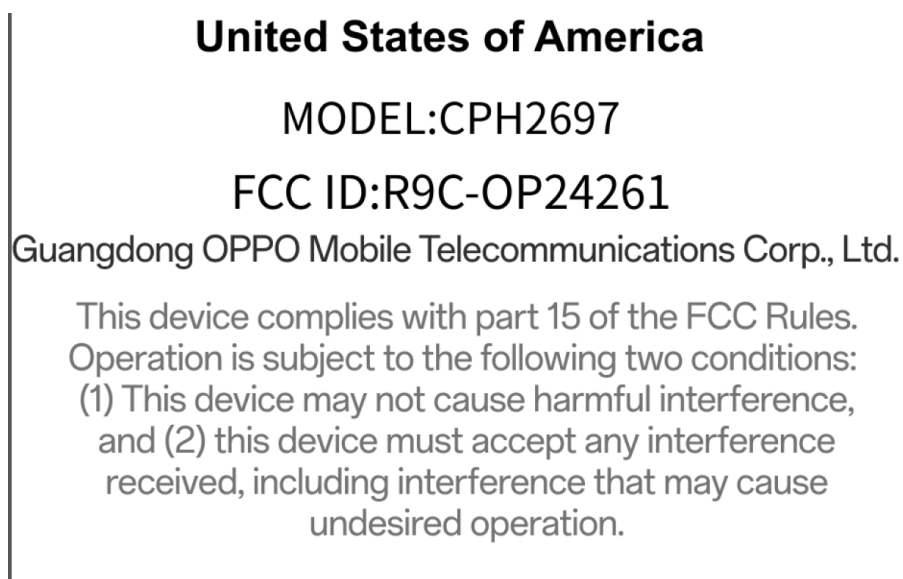 United States of America
MODEL:CPH2697
FCC ID:R9C-OP24261
Guangdong OPPO Mobile Telecommunications Corp., Ltd.
This device complies with part 15 of the FCC Rules.
Operation is subject to the following two conditions:
(1) This device may not cause harmful interference,
and (2) this device must accept any interference
received, including interference that may cause
undesired operation.